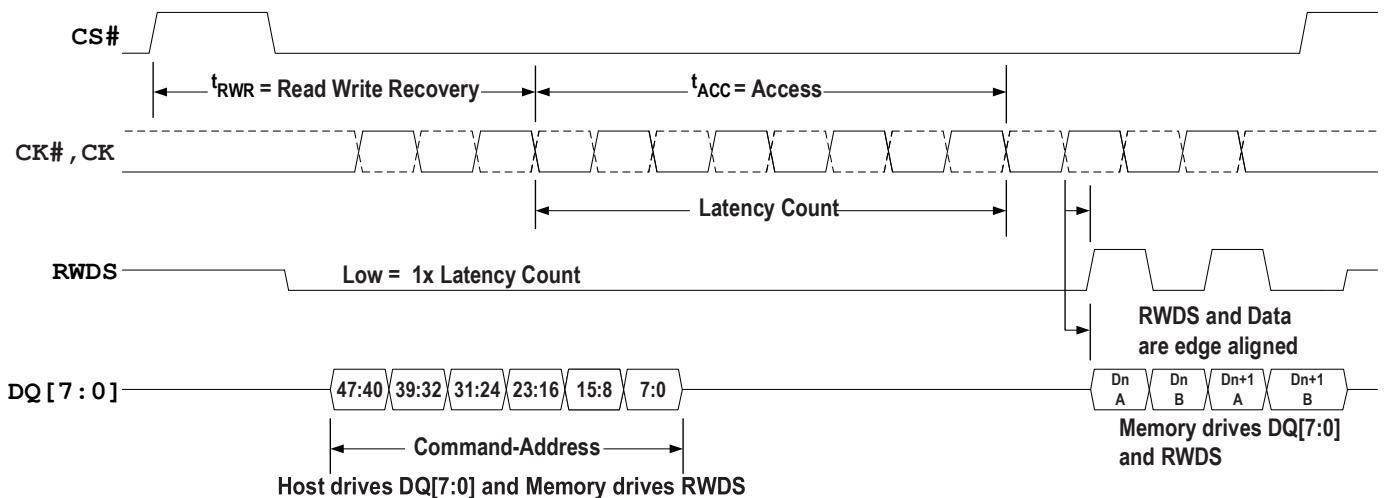 CS#
tRWR = Read Write Recovery
tACC = Access
CK#,CK
Latency Count
RWDS
Low = 1x Latency Count
RWDS and Data
are edge aligned
DQ[7:0]
47:40 39:32 31:24 23:16 15:8 7:0
Dn Dn Dn+1 Dn+1
A B A B
Command-Address
Memory drives DQ[7:0]
and RWDS
Host drives DQ[7:0] and Memory drives RWDS